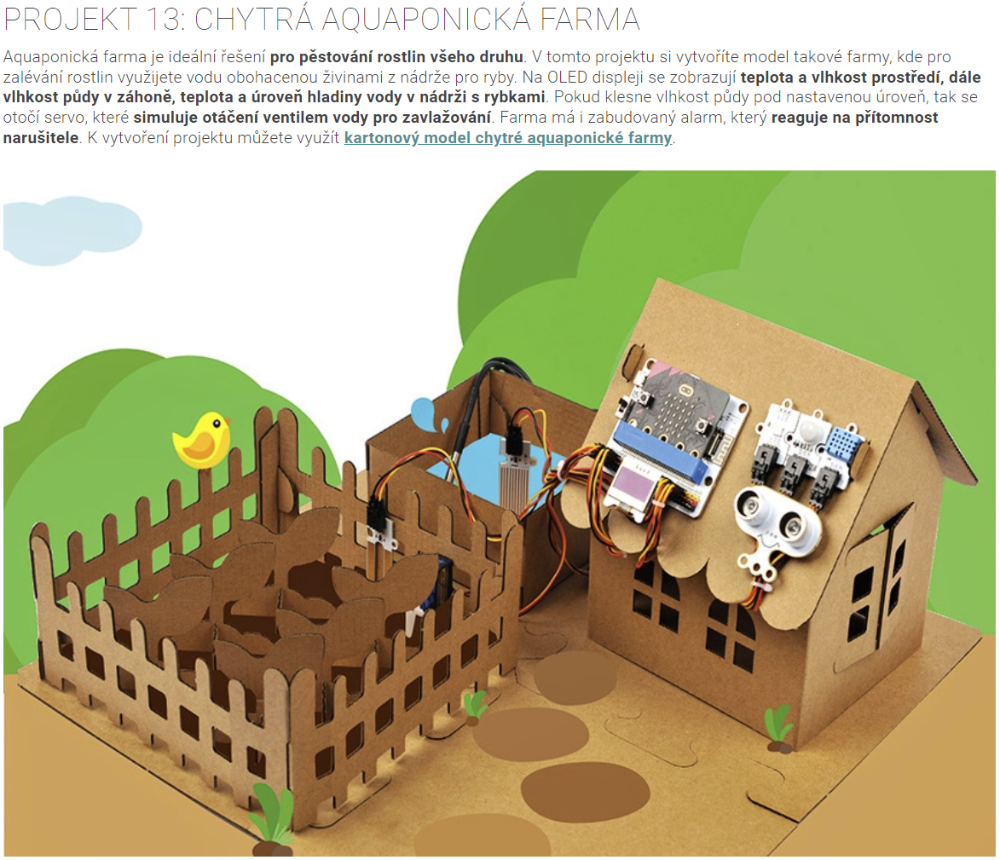 PROJEKT 13: CHYTRÁ AQUAPONICKÁ FARMA
Aquaponická farma je ideální řešení pro pěstování rostlin všeho druhu. V tomto projektu si vytvoříte model takové farmy, kde pro
zalévání rostlin využijete vodu obohacenou živinami z nádrže pro ryby. Na OLED displeji se zobrazují teplota a vlhkost prostředí, dále
vlhkost půdy v záhoně, teplota a úroveň hladiny vody v nádrži s rybkami. Pokud klesne vlhkost půdy pod nastavenou úroveň, tak se
otočí servo, které simuluje otáčení ventilem vody pro zavlažování. Farma má i zabudovaný alarm, který reaguje na přítomnost
narušitele. K vytvoření projektu můžete využít kartonový model chytré aquaponické farmy.